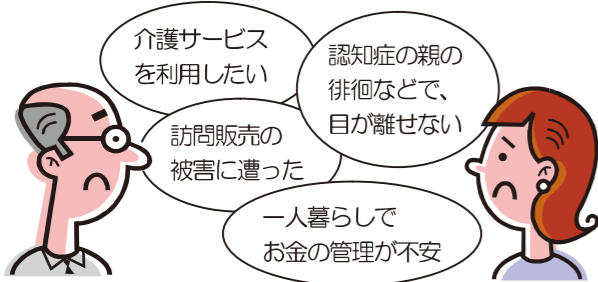 介護サービス
を利用したい
認知症の親の
徘徊などで、
目が離せない
訪問販売の
被害に遭った
一人暮らしで
お金の管理が不安